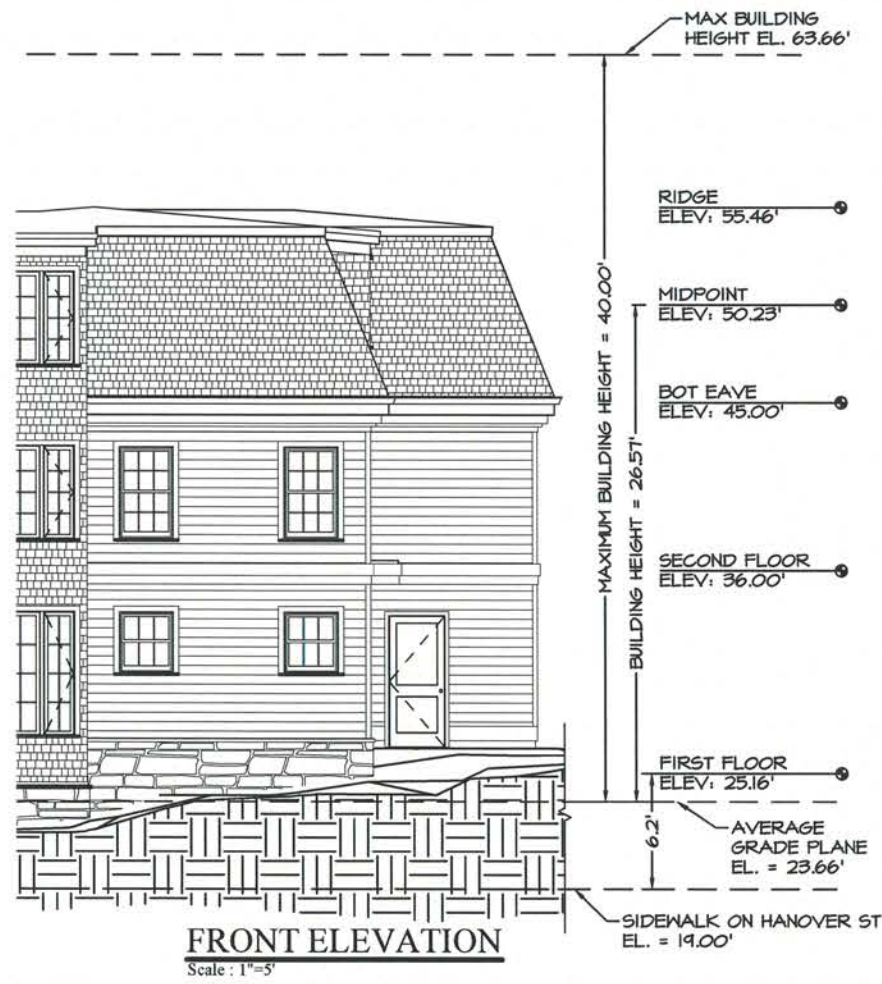 MAX BUILDING
HEIGHT EL. 63.66'
RIDGE
ELEV: 55.46'
MIDPOINT
ELEV: 50.23'
BOT EAVE
ELEV: 45.00'
MAXIMUM BUILDING HEIGHT = 40.00'
BUILDING HEIGHT = 26.57'
SECOND FLOOR
ELEV: 36.00'
FIRST FLOOR
ELEV: 25.16'
6.2'
AVERAGE
GRADE PLANE
EL. = 23.66'
SIDEWALK ON HANOVER ST
EL. = 19.00'
FRONT ELEVATION
Scale : 1"=5'